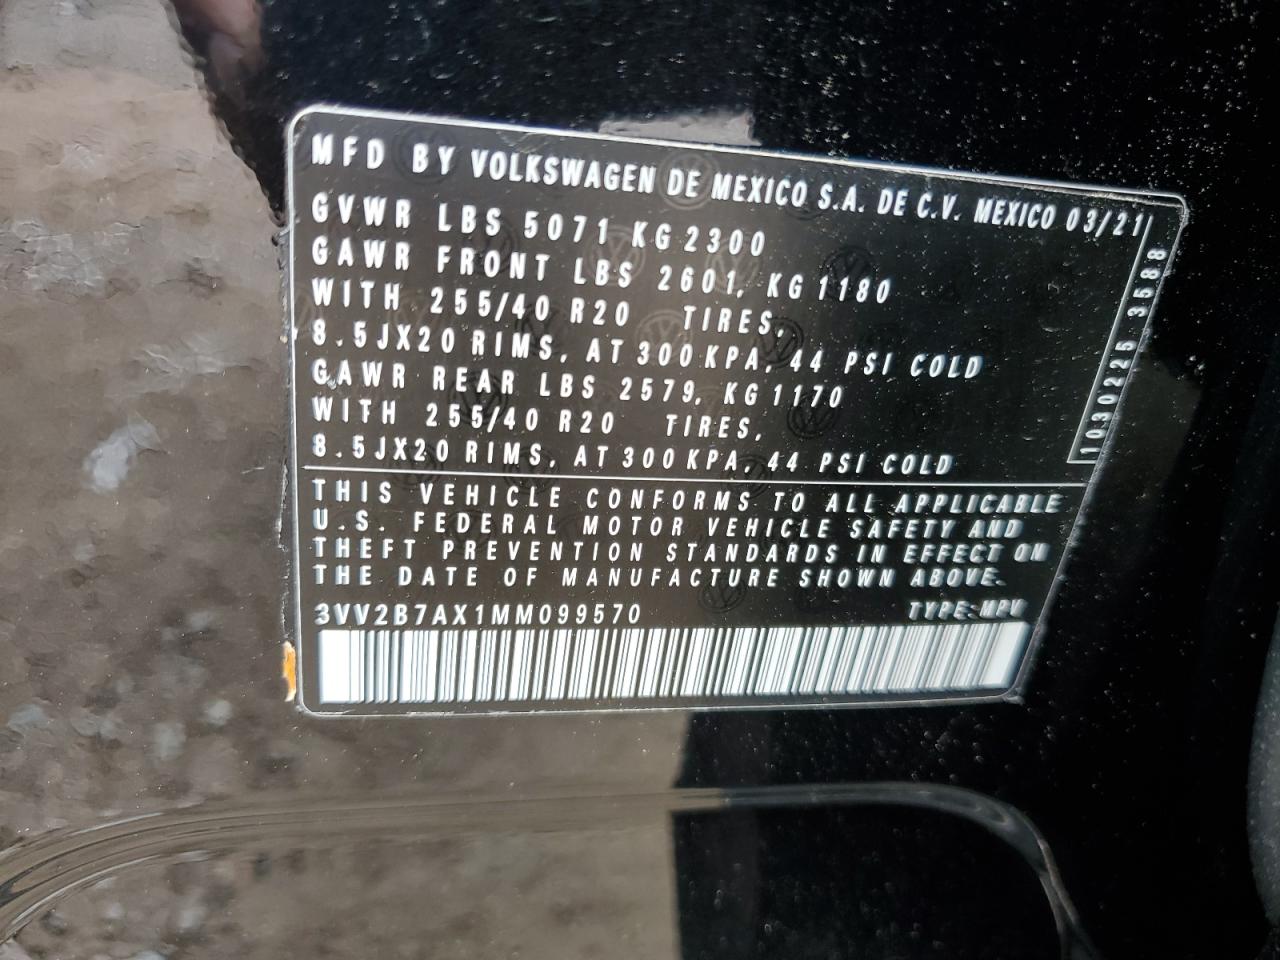 MFD BY VOLKSWAGEN DE MEXICO S.A. DE C.V. MEXICO 03/21
GVWR LBS 5071 KG 2300
GAWR FRONT LBS 2601, KG 1180
WITH 255/40 R20 TIRES,
8.5JX20 RIMS, AT 300 KPA, 44 PSI COLD
GAWR REAR LBS 2579, KG 1170
WITH 255/40 R20 TIRES,
8.5JX20 RIMS, AT 300 KPA, 44 PSI COLD
1030225 3588
THIS VEHICLE CONFORMS TO ALL APPLICABLE
U.S. FEDERAL MOTOR VEHICLE SAFETY AND
THEFT PREVENTION STANDARDS IN EFFECT ON
THE DATE OF MANUFACTURE SHOWN ABOVE.
3VV2B7AX1MM099570 TYPE:MPV